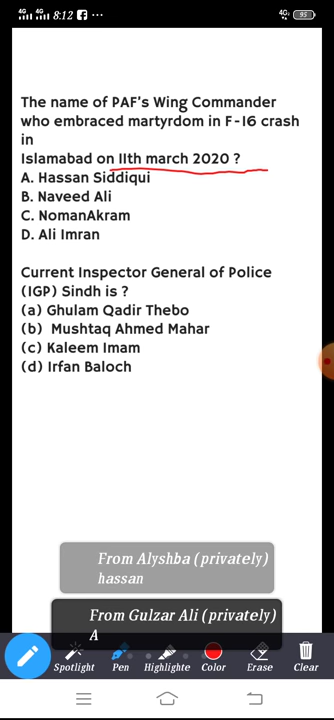 4G 4G 8:12 ...
4G 95
The name of PAF's Wing Commander
who embraced martyrdom in F-16 crash
in
Islamabad on 11th march 2020 ?
A. Hassan Siddiqui
B. Naveed Ali
C. NomanAkram
D. Ali Imran
Current Inspector General of Police
(IGP) Sindh is ?
(a) Ghulam Qadir Thebo
(b) Mushtaq Ahmed Mahar
(c) Kaleem Imam
(d) Irfan Baloch
From Alyshba (privately)
hassan
From Gulzar Ali (privately)
A
Spotlight Pen Highlighte Color Erase Clear